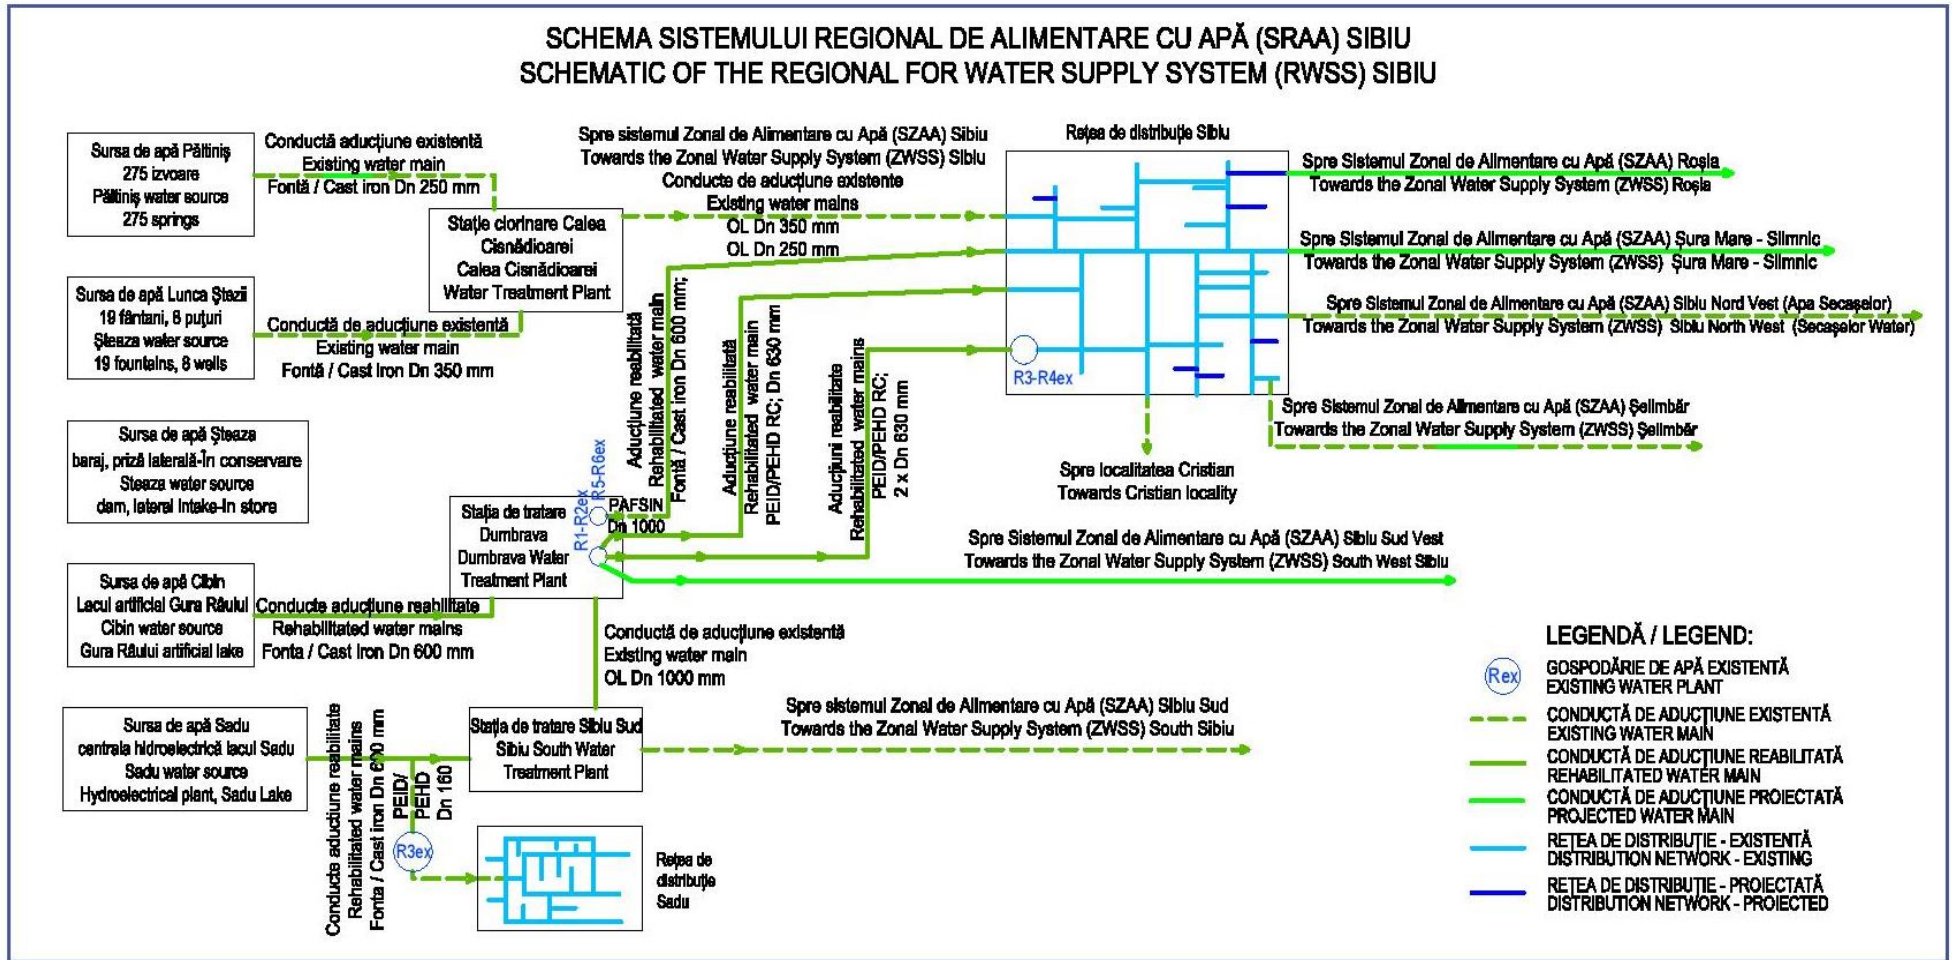 SCHEMA SISTEMULUI REGIONAL DE ALIMENTARE CU APĂ (SRAA) SIBIU
SCHEMATIC OF THE REGIONAL FOR WATER SUPPLY SYSTEM (RWSS) SIBIU
Sursa de apă Păltiniș
275 izvoare
Păltiniș water source
275 springs
Conductă aducțiune existentă
Existing water main
Fontă / Cast iron Dn 250 mm
Stație clorinare Calea
Cisnădioarei
Calea Cisnădioarei
Water Treatment Plant
Spre sistemul Zonal de Alimentare cu Apă (SZAA) Sibiu
Towards the Zonal Water Supply System (ZWSS) Sibiu
Conducte de aducțiune existente
Existing water mains
OL Dn 350 mm
OL Dn 250 mm
Rețea de distribuție Sibiu
R3-R4ex
Spre Sistemul Zonal de Alimentare cu Apă (SZAA) Roșia
Towards the Zonal Water Supply System (ZWSS) Roșia
Spre Sistemul Zonal de Alimentare cu Apă (SZAA) Șura Mare - Slimnic
Towards the Zonal Water Supply System (ZWSS) Șura Mare - Slimnic
Spre Sistemul Zonal de Alimentare cu Apă (SZAA) Sibiu Nord Vest (Apa Secașelor)
Towards the Zonal Water Supply System (ZWSS) Sibiu North West (Secașelor Water)
Spre Sistemul Zonal de Alimentare cu Apă (SZAA) Șelimbăr
Towards the Zonal Water Supply System (ZWSS) Șelimbăr
Spre localitatea Cristian
Towards Cristian locality
Sursa de apă Lunca Ștezii
19 fântani, 8 puțuri
Șteaza water source
19 fountains, 8 wells
Conductă de aducțiune existentă
Existing water main
Fontă / Cast iron Dn 350 mm
Sursa de apă Șteaza
baraj, priză laterală-în conservare
Steaza water source
dam, lateral intake-in store
Aducțiune reabilitată
Rehabilitated water main
Fontă / Cast iron Dn 600 mm;
Aducțiune reabilitată
Rehabilitated water main
PEID/PEHD RC; Dn 630 mm
Aducțiuni reabilitate
Rehabilitated water mains
PEID/PEHD RC;
2 x Dn 630 mm
Stația de tratare
Dumbrava
Dumbrava Water
Treatment Plant
R1-R2ex
R5-R6ex
PAFSIN
Dn 1000
Spre Sistemul Zonal de Alimentare cu Apă (SZAA) Sibiu Sud Vest
Towards the Zonal Water Supply System (ZWSS) South West Sibiu
Sursa de apă Cibin
Lacul artificial Gura Râului
Cibin water source
Gura Râului artificial lake
Conducte aducțiune reabilitate
Rehabilitated water mains
Fonta / Cast Iron Dn 600 mm
Conductă de aducțiune existentă
Existing water main
OL Dn 1000 mm
Sursa de apă Sadu
centrala hidroelectrică lacul Sadu
Sadu water source
Hydroelectrical plant, Sadu Lake
Conducte aducțiune reabilitate
Rehabilitated water mains
Fonta / Cast iron Dn 600 mm
PEID/
PEHD
Dn 160
Stația de tratare Sibiu Sud
Sibiu South Water
Treatment Plant
Spre sistemul Zonal de Alimentare cu Apă (SZAA) Sibiu Sud
Towards the Zonal Water Supply System (ZWSS) South Sibiu
R3ex
Rețea de
distribuție
Sadu
LEGENDĂ / LEGEND:
Rex
GOSPODĂRIE DE APĂ EXISTENTĂ
EXISTING WATER PLANT
CONDUCTĂ DE ADUCȚIUNE EXISTENTĂ
EXISTING WATER MAIN
CONDUCTĂ DE ADUCȚIUNE REABILITATĂ
REHABILITATED WATER MAIN
CONDUCTĂ DE ADUCȚIUNE PROIECTATĂ
PROJECTED WATER MAIN
REȚEA DE DISTRIBUȚIE - EXISTENTĂ
DISTRIBUTION NETWORK - EXISTING
REȚEA DE DISTRIBUȚIE - PROIECTATĂ
DISTRIBUTION NETWORK - PROIECTED